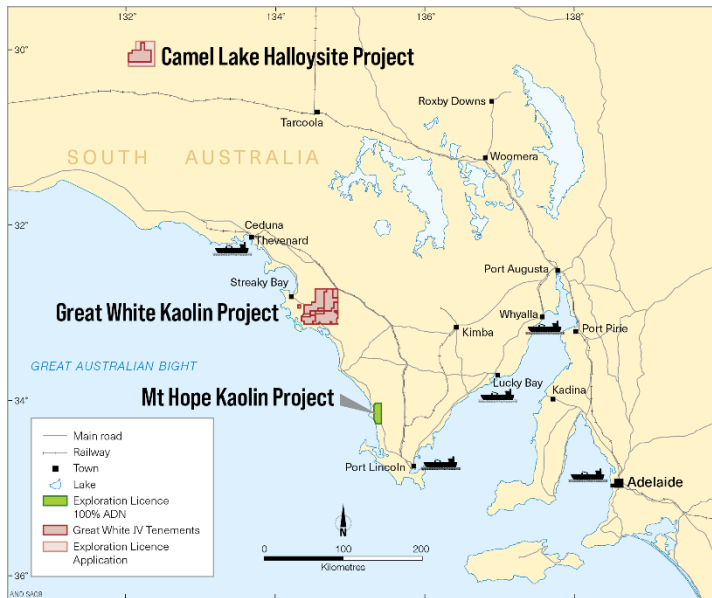 132°
134°
136°
138°
30°
Camel Lake Halloysite Project
Roxby Downs
Tarcoola
Woomera
SOUTH AUSTRALIA
32°
Ceduna
Thevenard
Port Augusta
Streaky Bay
Great White Kaolin Project
Whyalla
Kimba
Port Pirie
GREAT AUSTRALIAN BIGHT
Mt Hope Kaolin Project
Lucky Bay
Kadina
34°
Main road
Railway
Town
Lake
Exploration Licence
100% ADN
Great White JV Tenements
Exploration Licence
Application
Port Lincoln
Adelaide
N
0 100 200
Kilometres
36°
AND SA08